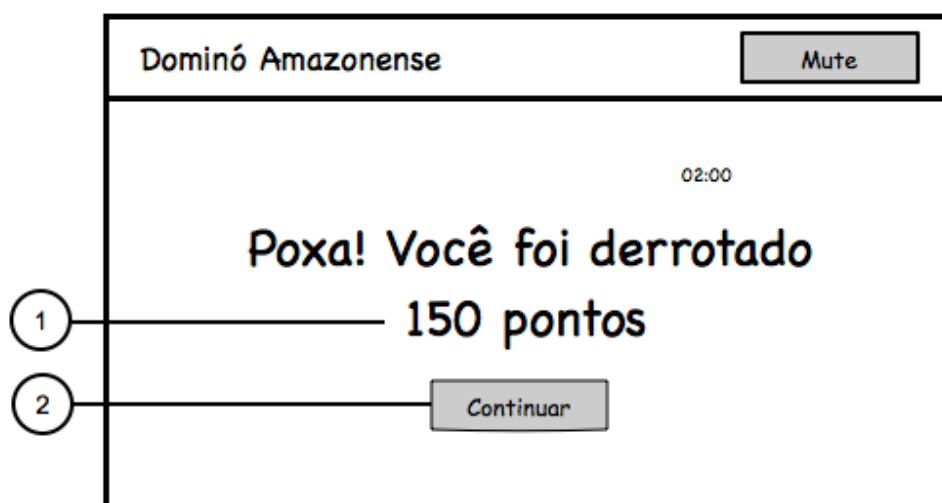 Dominó Amazonense
Mute
02:00
Poxa! Você foi derrotado
1
150 pontos
2
Continuar